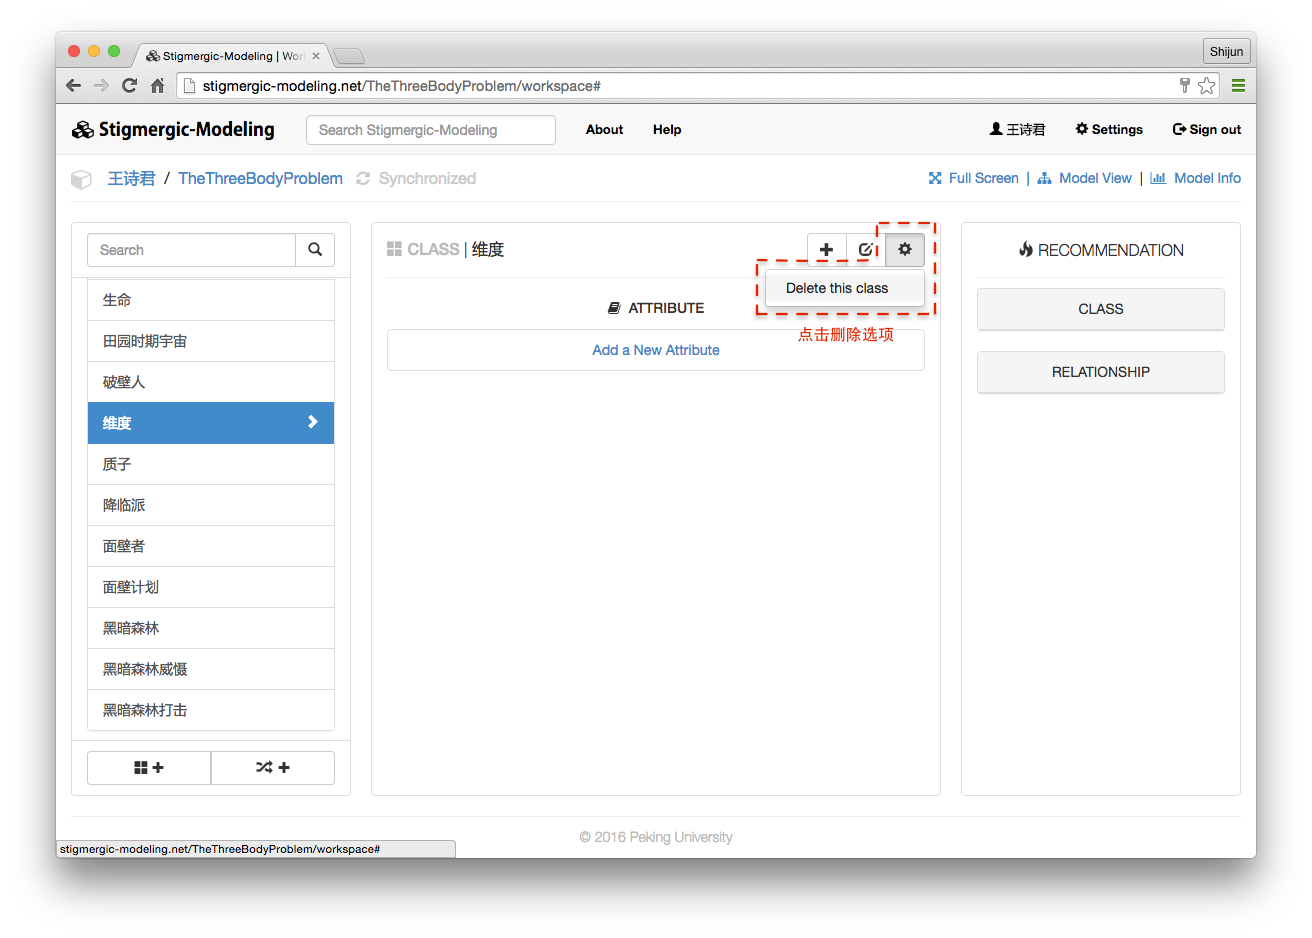 Stigmergic-Modeling | Wor
Shijun
stigmergic-modeling.net/TheThreeBodyProblem/workspace#
Stigmergic-Modeling
Search Stigmergic-Modeling
About
Help
王诗君
Settings
Sign out
王诗君 / TheThreeBodyProblem
Synchronized
Full Screen | Model View | Model Info
Search
生命
田园时期宇宙
破壁人
维度
质子
降临派
面壁者
面壁计划
黑暗森林
黑暗森林威慑
黑暗森林打击
CLASS | 维度
Delete this class
点击删除选项
ATTRIBUTE
Add a New Attribute
RECOMMENDATION
CLASS
RELATIONSHIP
© 2016 Peking University
stigmergic-modeling.net/TheThreeBodyProblem/workspace#